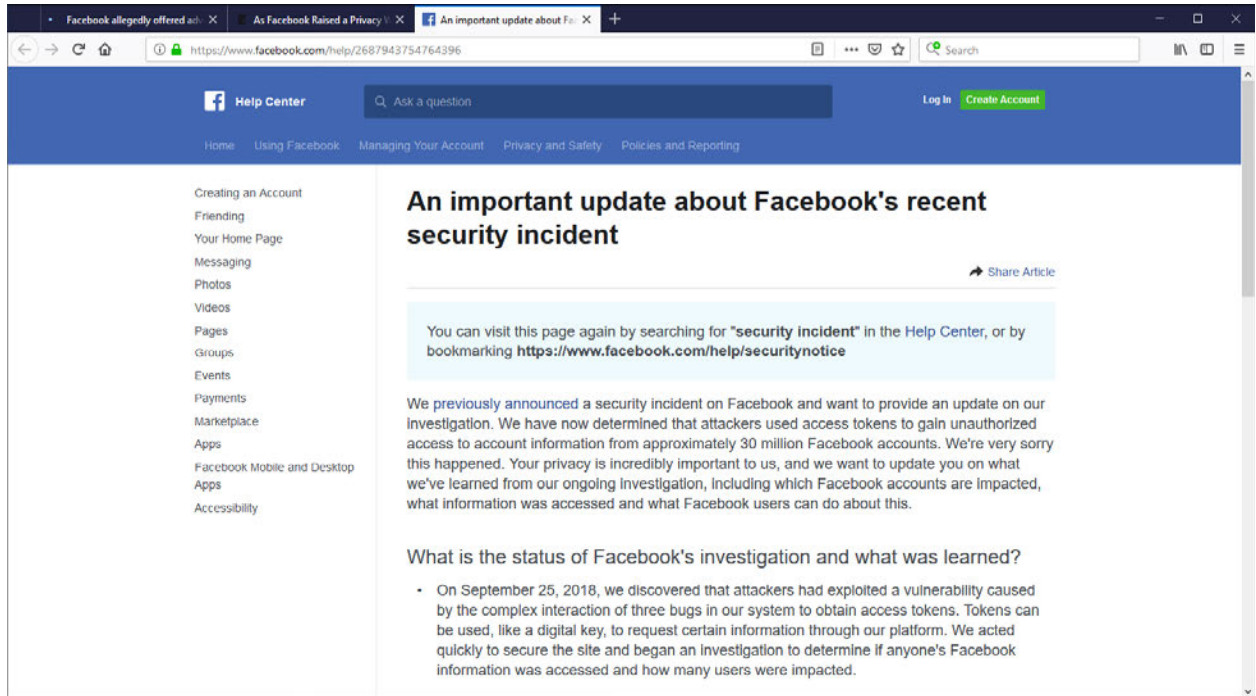 Facebook allegedly offered adv
As Facebook Raised a Privacy W
An important update about Fac
https://www.facebook.com/help/2687943754764396
Search
Help Center
Ask a question
Log In
Create Account
Home Using Facebook Managing Your Account Privacy and Safety Policies and Reporting
Creating an Account
Friending
Your Home Page
Messaging
Photos
Videos
Pages
Groups
Events
Payments
Marketplace
Apps
Facebook Mobile and Desktop
Apps
Accessibility
An important update about Facebook's recent
security incident
Share Article
You can visit this page again by searching for "security incident" in the Help Center, or by
bookmarking https://www.facebook.com/help/securitynotice
We previously announced a security incident on Facebook and want to provide an update on our
investigation. We have now determined that attackers used access tokens to gain unauthorized
access to account information from approximately 30 million Facebook accounts. We're very sorry
this happened. Your privacy is incredibly important to us, and we want to update you on what
we've learned from our ongoing investigation, including which Facebook accounts are impacted,
what information was accessed and what Facebook users can do about this.
What is the status of Facebook's investigation and what was learned?
• On September 25, 2018, we discovered that attackers had exploited a vulnerability caused
by the complex interaction of three bugs in our system to obtain access tokens. Tokens can
be used, like a digital key, to request certain information through our platform. We acted
quickly to secure the site and began an investigation to determine if anyone's Facebook
information was accessed and how many users were impacted.